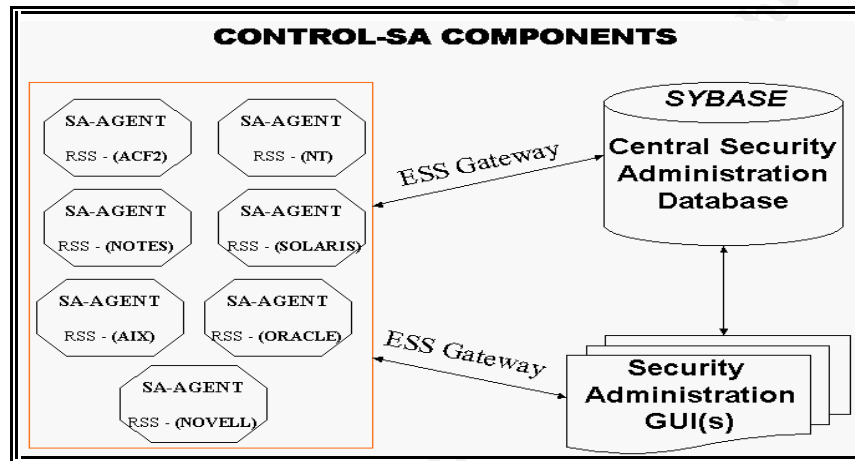 CONTROL-SA COMPONENTS
SA-AGENT
RSS - (ACF2)
SA-AGENT
RSS - (NT)
SA-AGENT
RSS - (NOTES)
SA-AGENT
RSS - (SOLARIS)
SA-AGENT
RSS - (AIX)
SA-AGENT
RSS - (ORACLE)
SA-AGENT
RSS - (NOVELL)
ESS Gateway
ESS Gateway
SYBASE
Central Security
Administration
Database
Security
Administration
GUI(s)